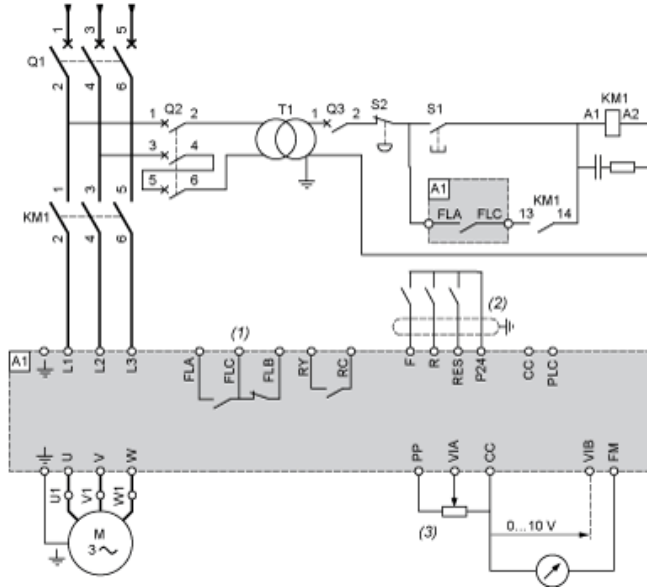 1 3 5
Q1
2 4 6
1 Q2 2
3 4
5 6
T1
1 Q3 2
S2
S1
KM1
A1 A2
A1
FLA FLC
13 KM1 14
1 3 5
KM1
2 4 6
(1)
(2)
A1
L1 L2 L3
FLA FLC FLB RY RC
F R RES P24 CC PLC
U V W
PP VIA CC VIB FM
U1 V1 W1
M
3
(3)
0...10 V